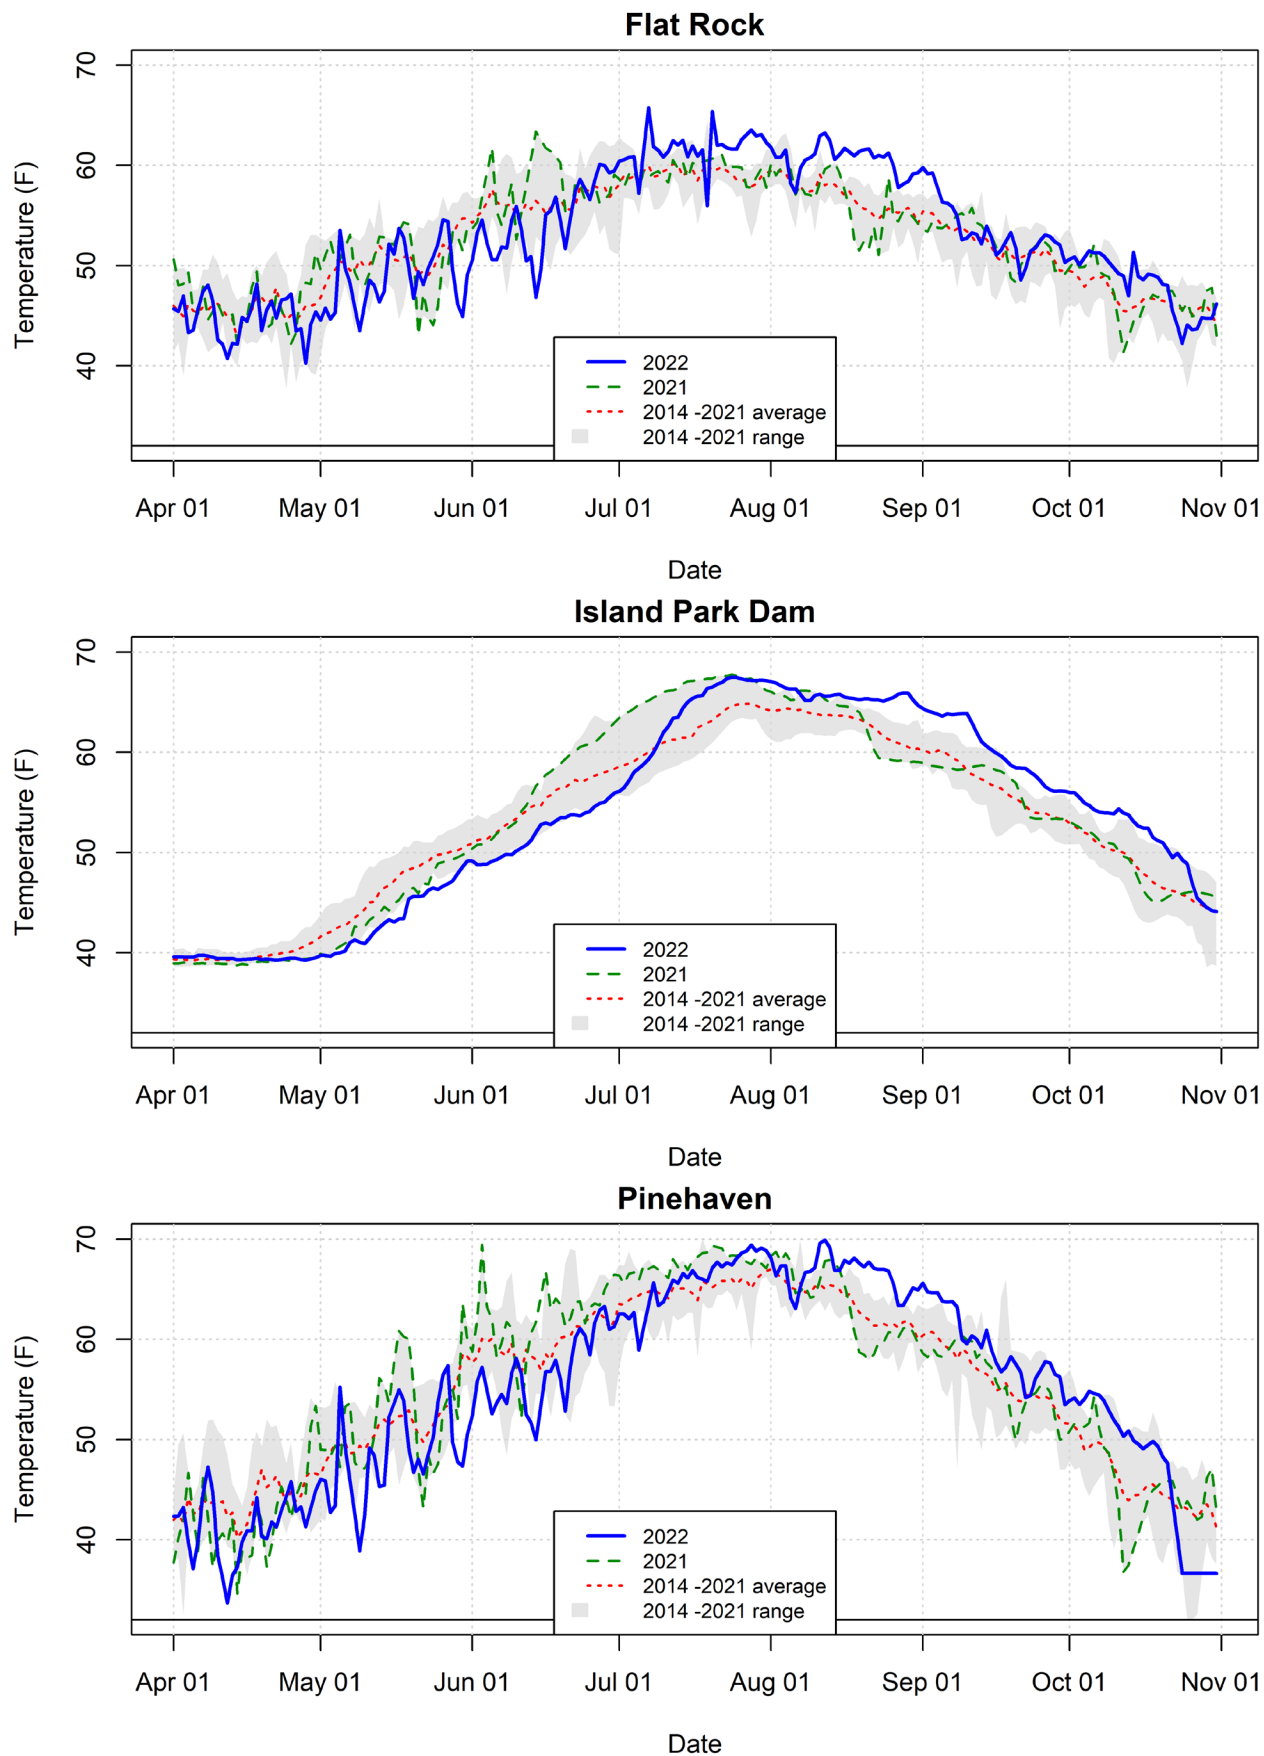 Flat Rock
Temperature (F)
70
60
50
40
2022
2021
2014 -2021 average
2014 -2021 range
Apr 01 May 01 Jun 01 Jul 01 Aug 01 Sep 01 Oct 01 Nov 01
Date
Island Park Dam
Temperature (F)
70
60
50
40
2022
2021
2014 -2021 average
2014 -2021 range
Apr 01 May 01 Jun 01 Jul 01 Aug 01 Sep 01 Oct 01 Nov 01
Date
Pinehaven
Temperature (F)
70
60
50
40
2022
2021
2014 -2021 average
2014 -2021 range
Apr 01 May 01 Jun 01 Jul 01 Aug 01 Sep 01 Oct 01 Nov 01
Date